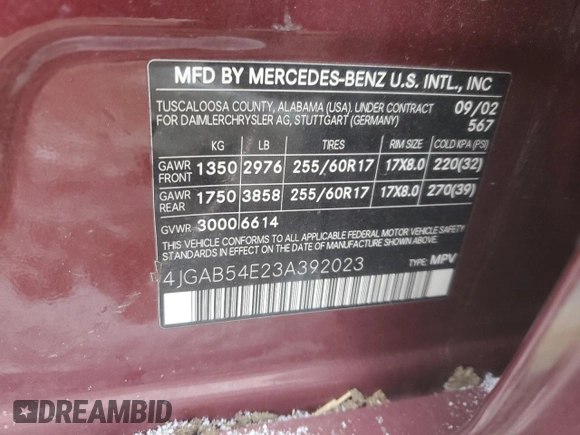 MFD BY MERCEDES-BENZ U.S. INTL., INC
TUSCALOOSA COUNTY, ALABAMA (USA). UNDER CONTRACT 09/02
FOR DAIMLERCHRYSLER AG, STUTTGART (GERMANY) 567
KG LB TIRES RIM SIZE COLD KPA (PSI)
GAWR FRONT 1350 2976 255/60R17 17X8.0 220(32)
GAWR REAR 1750 3858 255/60R17 17X8.0 270(39)
GVWR 3000 6614
THIS VEHICLE CONFORMS TO ALL APPLICABLE FEDERAL MOTOR VEHICLE SAFETY
STANDARDS IN EFFECT ON THE DATE OF MANUFACTURE SHOWN ABOVE.
4JGAB54E23A392023 TYPE: MPV
DREAMBID